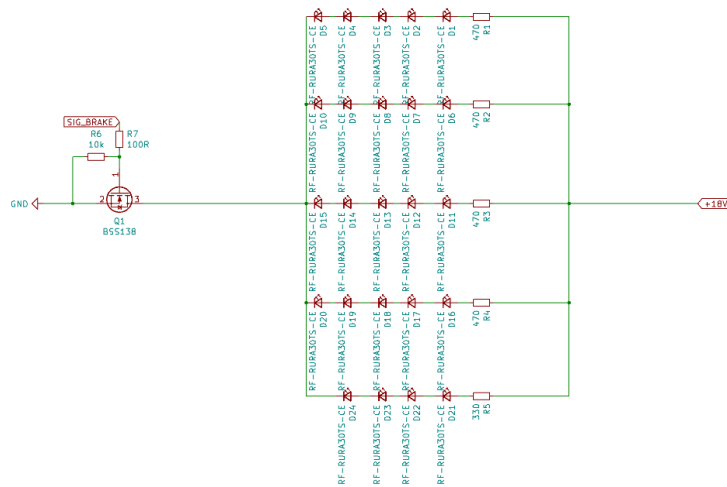 D5
D4
D3
D2
D1
RF-RURA30TS-CE
RF-RURA30TS-CE
RF-RURA30TS-CE
RF-RURA30TS-CE
RF-RURA30TS-CE
470
R1
D10
D9
D8
D7
D6
RF-RURA30TS-CE
RF-RURA30TS-CE
RF-RURA30TS-CE
RF-RURA30TS-CE
RF-RURA30TS-CE
470
R2
SIG_BRAKE
R6
10k
R7
100R
1
2
3
GND
Q1
BSS138
D15
D14
D13
D12
D11
RF-RURA30TS-CE
RF-RURA30TS-CE
RF-RURA30TS-CE
RF-RURA30TS-CE
RF-RURA30TS-CE
470
R3
+18V
D20
D19
D18
D17
D16
RF-RURA30TS-CE
RF-RURA30TS-CE
RF-RURA30TS-CE
RF-RURA30TS-CE
RF-RURA30TS-CE
470
R4
D24
D23
D22
D21
RF-RURA30TS-CE
RF-RURA30TS-CE
RF-RURA30TS-CE
RF-RURA30TS-CE
330
R5